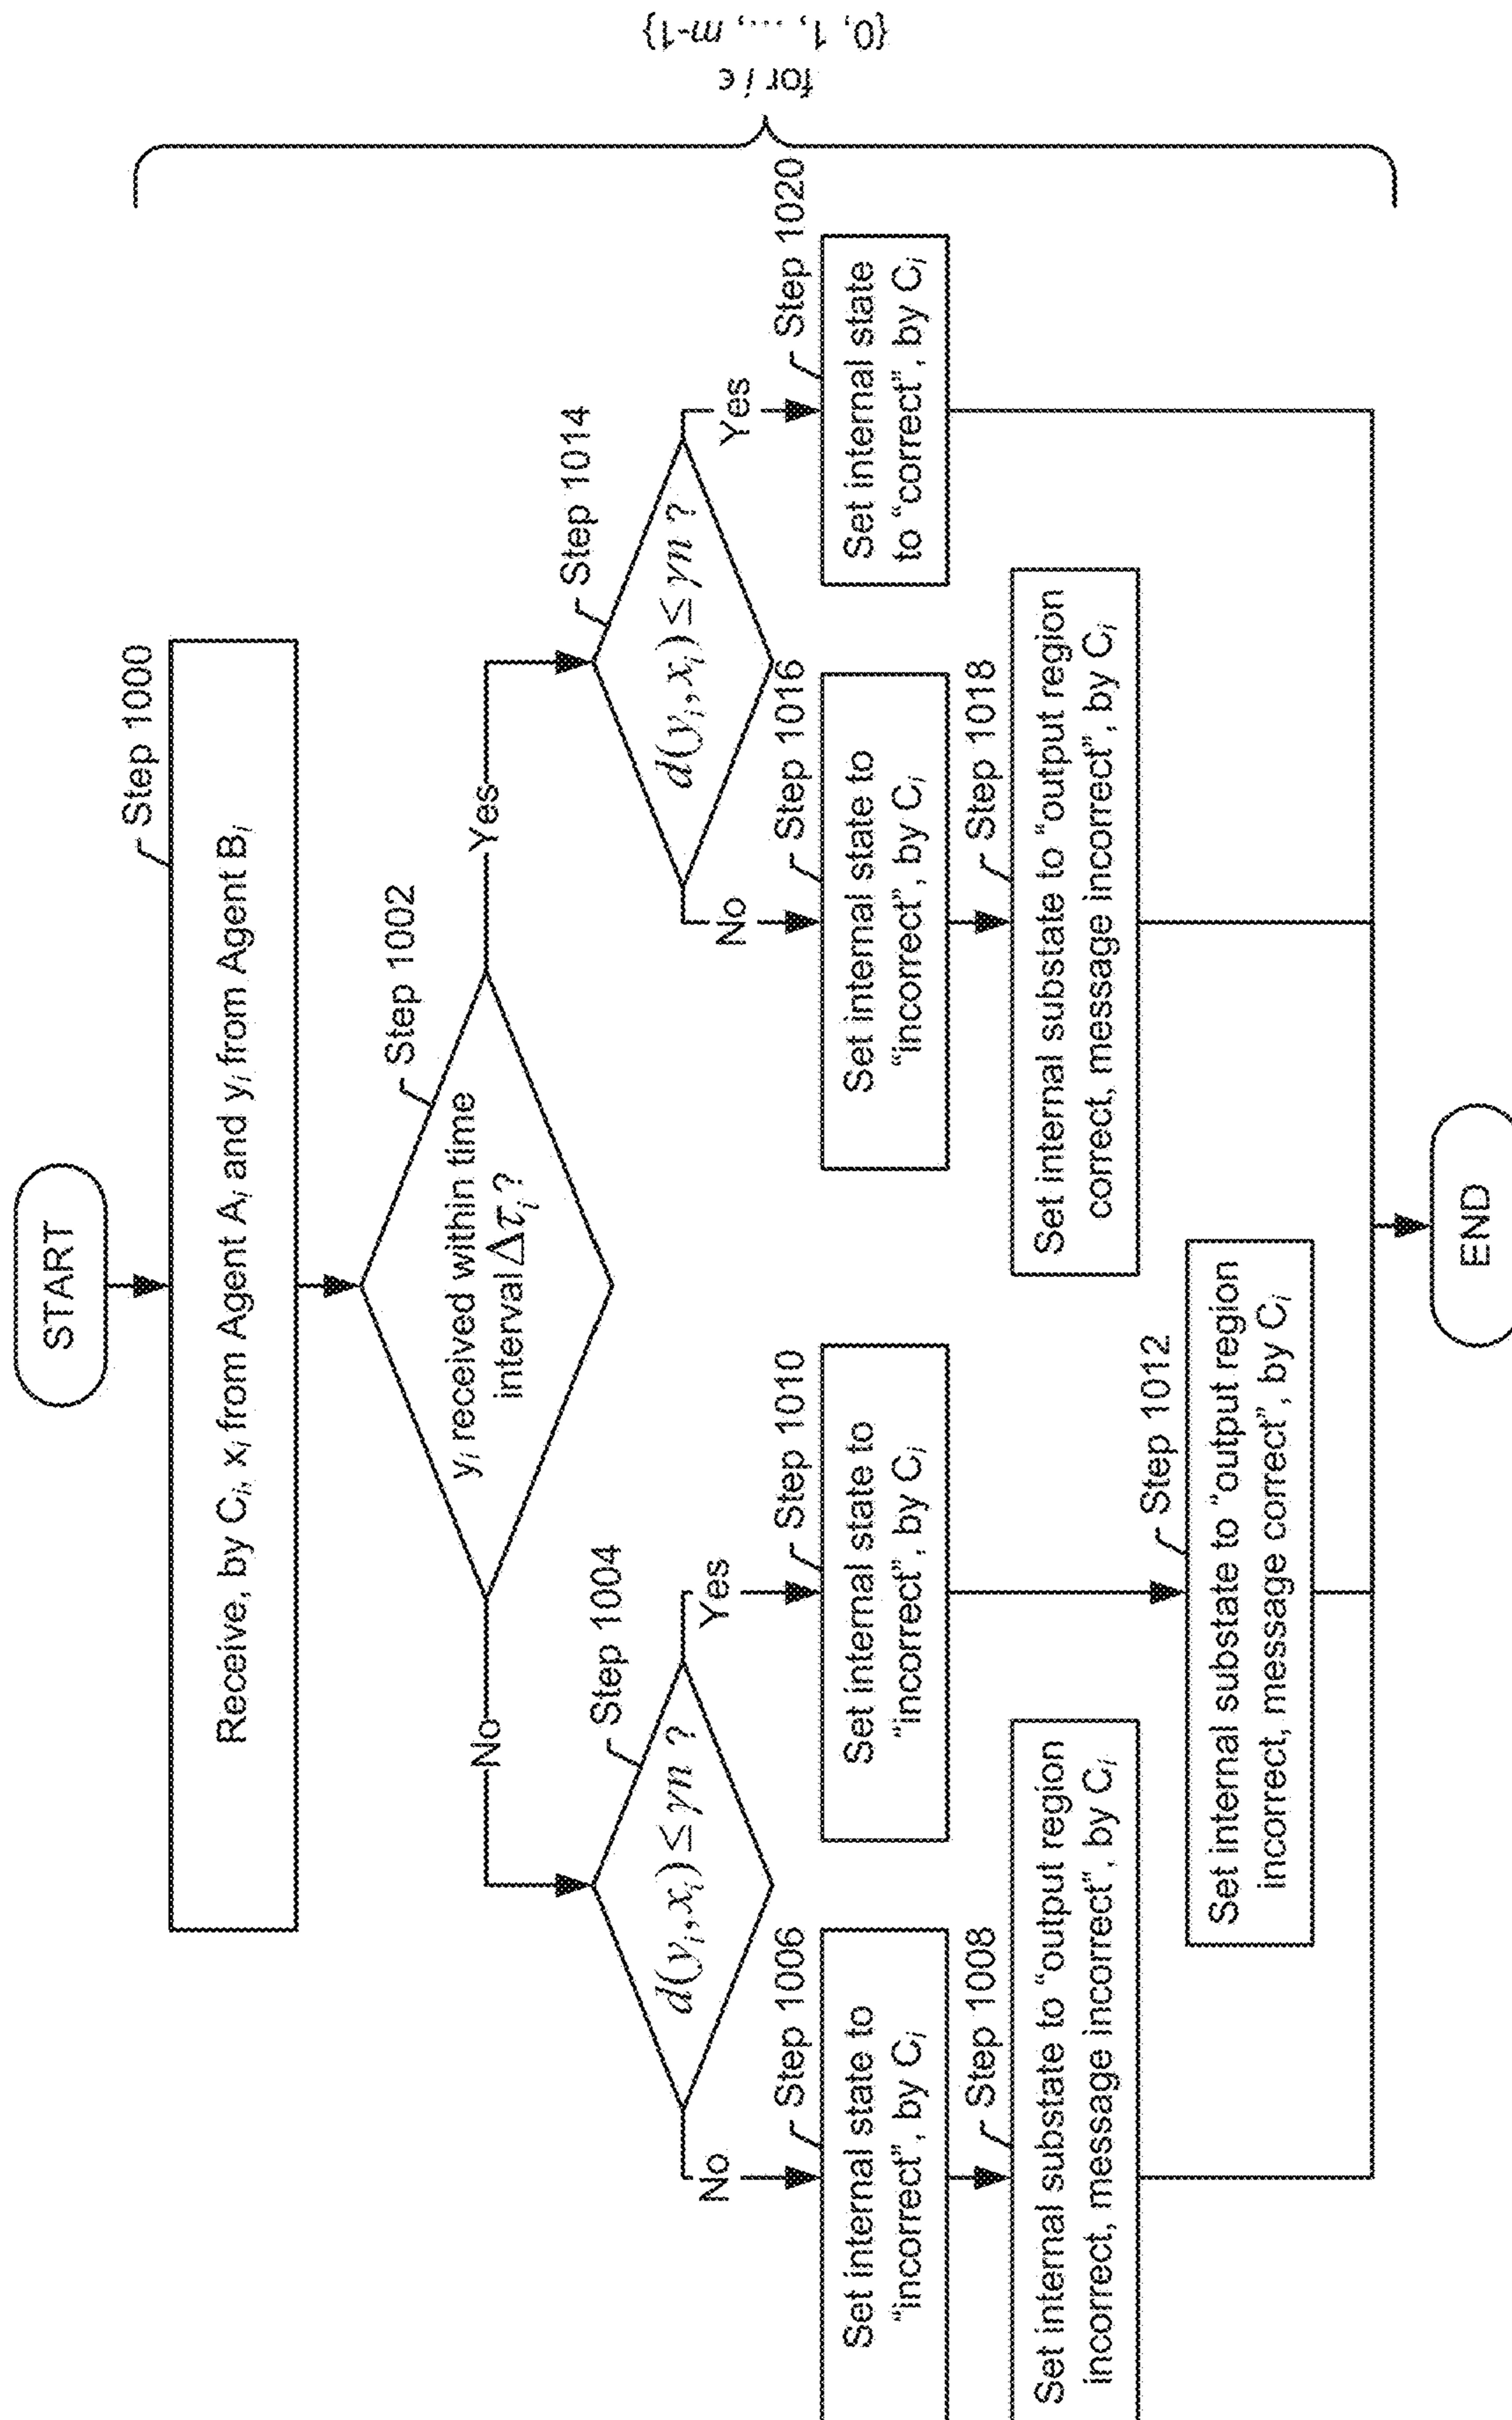 START
Step 1000
Receive, by Cᵢ, xᵢ from Agent Aᵢ and yᵢ from Agent Bᵢ
Step 1002
yᵢ received within time
interval Δτᵢ ?
No
Yes
Step 1004
d(yᵢ,xᵢ) ≤ γn ?
No
Yes
Step 1006
Set internal state to
“incorrect”, by Cᵢ
Step 1008
Set internal substate to “output region
incorrect, message incorrect”, by Cᵢ
Step 1010
Set internal state to
“incorrect”, by Cᵢ
Step 1012
Set internal substate to “output region
incorrect, message correct”, by Cᵢ
Step 1014
d(yᵢ,xᵢ) ≤ γn ?
No
Yes
Step 1016
Set internal state to
“incorrect”, by Cᵢ
Step 1018
Set internal substate to “output region
correct, message incorrect”, by Cᵢ
Step 1020
Set internal state
to “correct”, by Cᵢ
END
for i ϵ
{0, 1, ..., m-1}